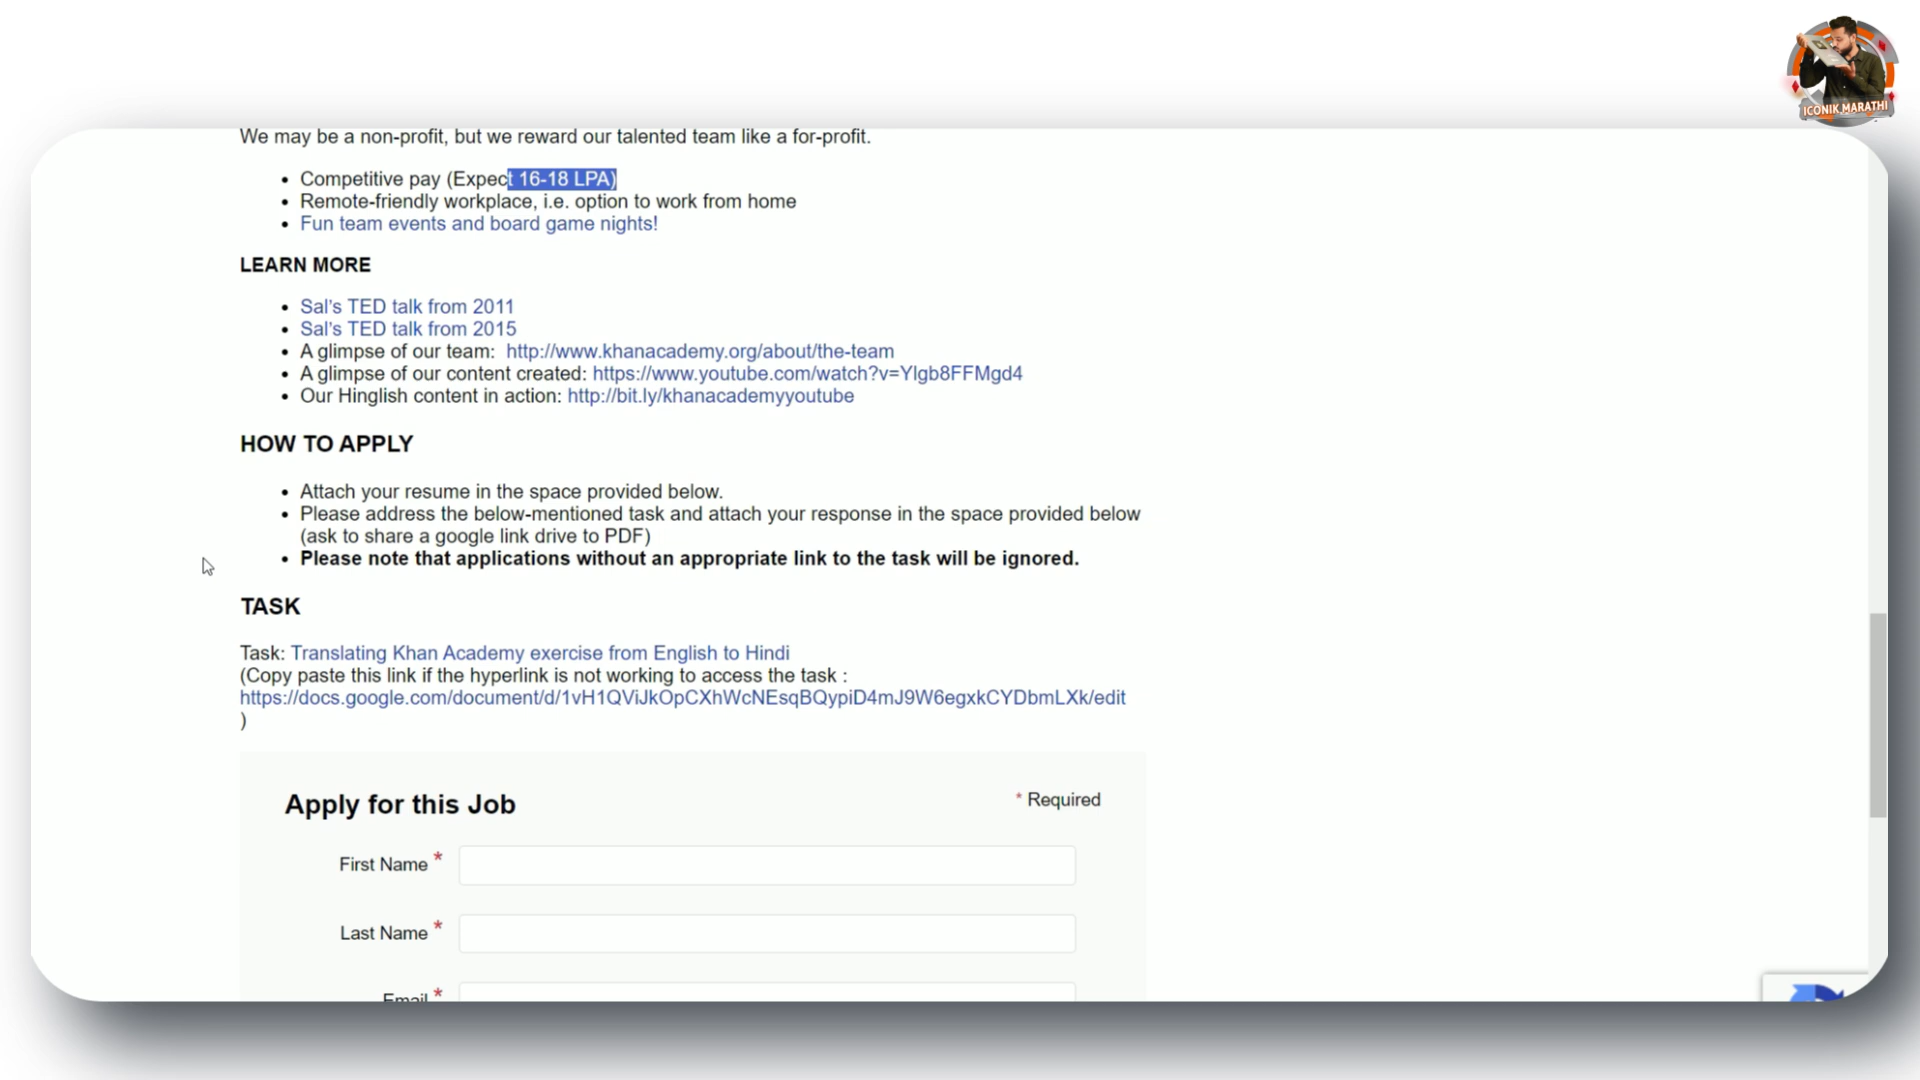 ICONIK MARATHI
We may be a non-profit, but we reward our talented team like a for-profit.
• Competitive pay (Expect 16-18 LPA)
• Remote-friendly workplace, i.e. option to work from home
• Fun team events and board game nights!
LEARN MORE
• Sal's TED talk from 2011
• Sal's TED talk from 2015
• A glimpse of our team: http://www.khanacademy.org/about/the-team
• A glimpse of our content created: https://www.youtube.com/watch?v=Ylgb8FFMgd4
• Our Hinglish content in action: http://bit.ly/khanacademyyoutube
HOW TO APPLY
• Attach your resume in the space provided below.
• Please address the below-mentioned task and attach your response in the space provided below
(ask to share a google link drive to PDF)
• Please note that applications without an appropriate link to the task will be ignored.
TASK
Task: Translating Khan Academy exercise from English to Hindi
(Copy paste this link if the hyperlink is not working to access the task :
https://docs.google.com/document/d/1vH1QViJkOpCXhWcNEsqBQypiD4mJ9W6egxkCYDbmLXk/edit
)
Apply for this Job
* Required
First Name *
Last Name *
Email *